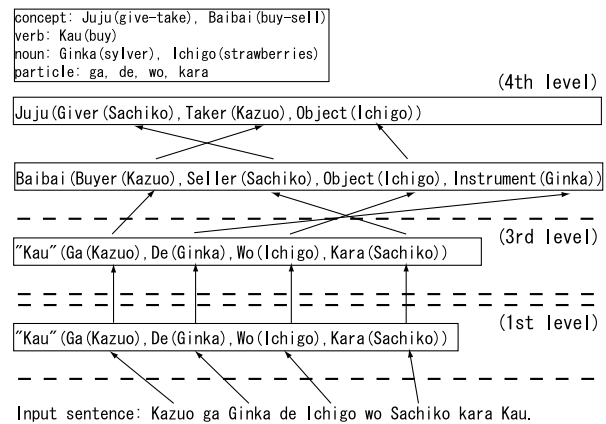 concept: Juju(give-take), Baibai(buy-sell)
verb: Kau(buy)
noun: Ginka(sylver), Ichigo(strawberries)
particle: ga, de, wo, kara
(4th level)
Juju(Giver(Sachiko),Taker(Kazuo),Object(Ichigo))
Baibai(Buyer(Kazuo),Seller(Sachiko),Object(Ichigo),Instrument(Ginka))
(3rd level)
"Kau"(Ga(Kazuo),De(Ginka),Wo(Ichigo),Kara(Sachiko))
(1st level)
"Kau"(Ga(Kazuo),De(Ginka),Wo(Ichigo),Kara(Sachiko))
Input sentence: Kazuo ga Ginka de Ichigo wo Sachiko kara Kau.